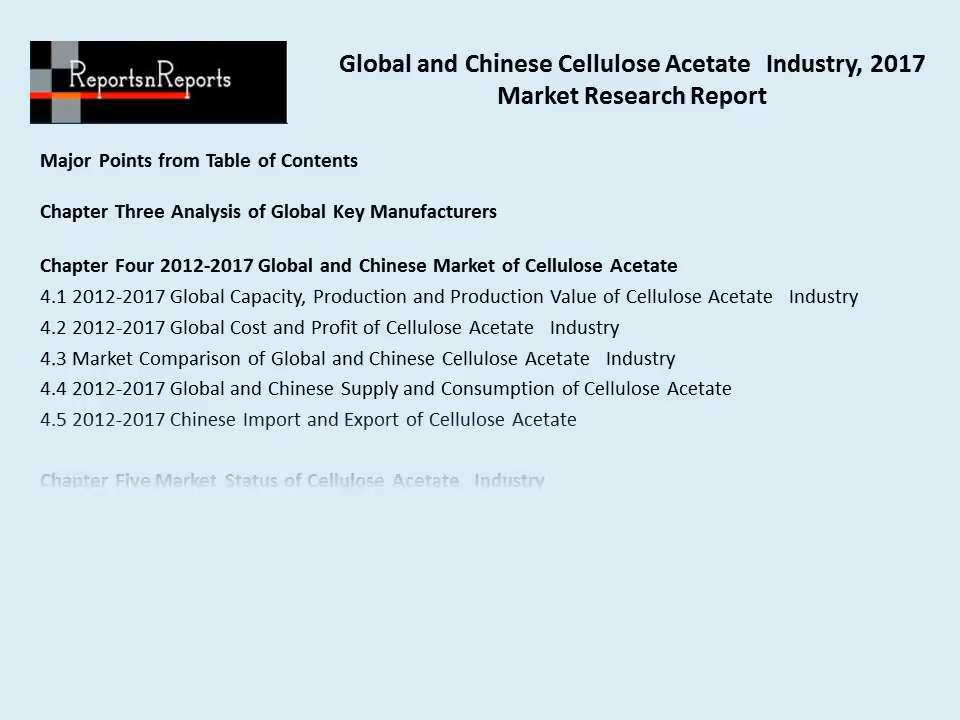 ReportsnReports
Global and Chinese Cellulose Acetate Industry, 2017
Market Research Report
Major Points from Table of Contents
Chapter Three Analysis of Global Key Manufacturers
Chapter Four 2012-2017 Global and Chinese Market of Cellulose Acetate
4.1 2012-2017 Global Capacity, Production and Production Value of Cellulose Acetate Industry
4.2 2012-2017 Global Cost and Profit of Cellulose Acetate Industry
4.3 Market Comparison of Global and Chinese Cellulose Acetate Industry
4.4 2012-2017 Global and Chinese Supply and Consumption of Cellulose Acetate
4.5 2012-2017 Chinese Import and Export of Cellulose Acetate
Chapter Five Market Status of Cellulose Acetate Industry